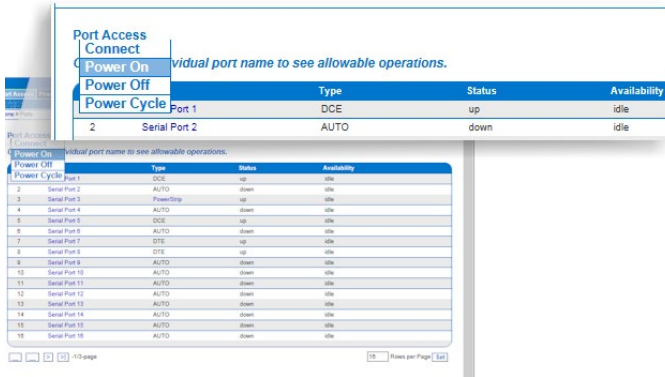 Port Access
Connect
vidual port name to see allowable operations.
Power On
Power Off
Type Status Availability
Power Cycle
Port 1 DCE up idle
2 Serial Port 2 AUTO down idle
Port Access
Connect
vidual port name to see allowable operations.
Power On
Power Off
Type Status Availability
Power Cycle
Port 1 DCE up idle
2 Serial Port 2 AUTO down idle
3 Serial Port 3 PowerStrip up idle
4 Serial Port 4 AUTO down idle
5 Serial Port 5 DCE up idle
6 Serial Port 6 AUTO down idle
7 Serial Port 7 DTE up idle
8 Serial Port 8 DTE up idle
9 Serial Port 9 AUTO down idle
10 Serial Port 10 AUTO down idle
11 Serial Port 11 AUTO down idle
12 Serial Port 12 AUTO down idle
13 Serial Port 13 AUTO down idle
14 Serial Port 14 AUTO down idle
15 Serial Port 15 AUTO down idle
16 Serial Port 16 AUTO down idle
... ... > >| -1/3-page 16 Rows per Page Set